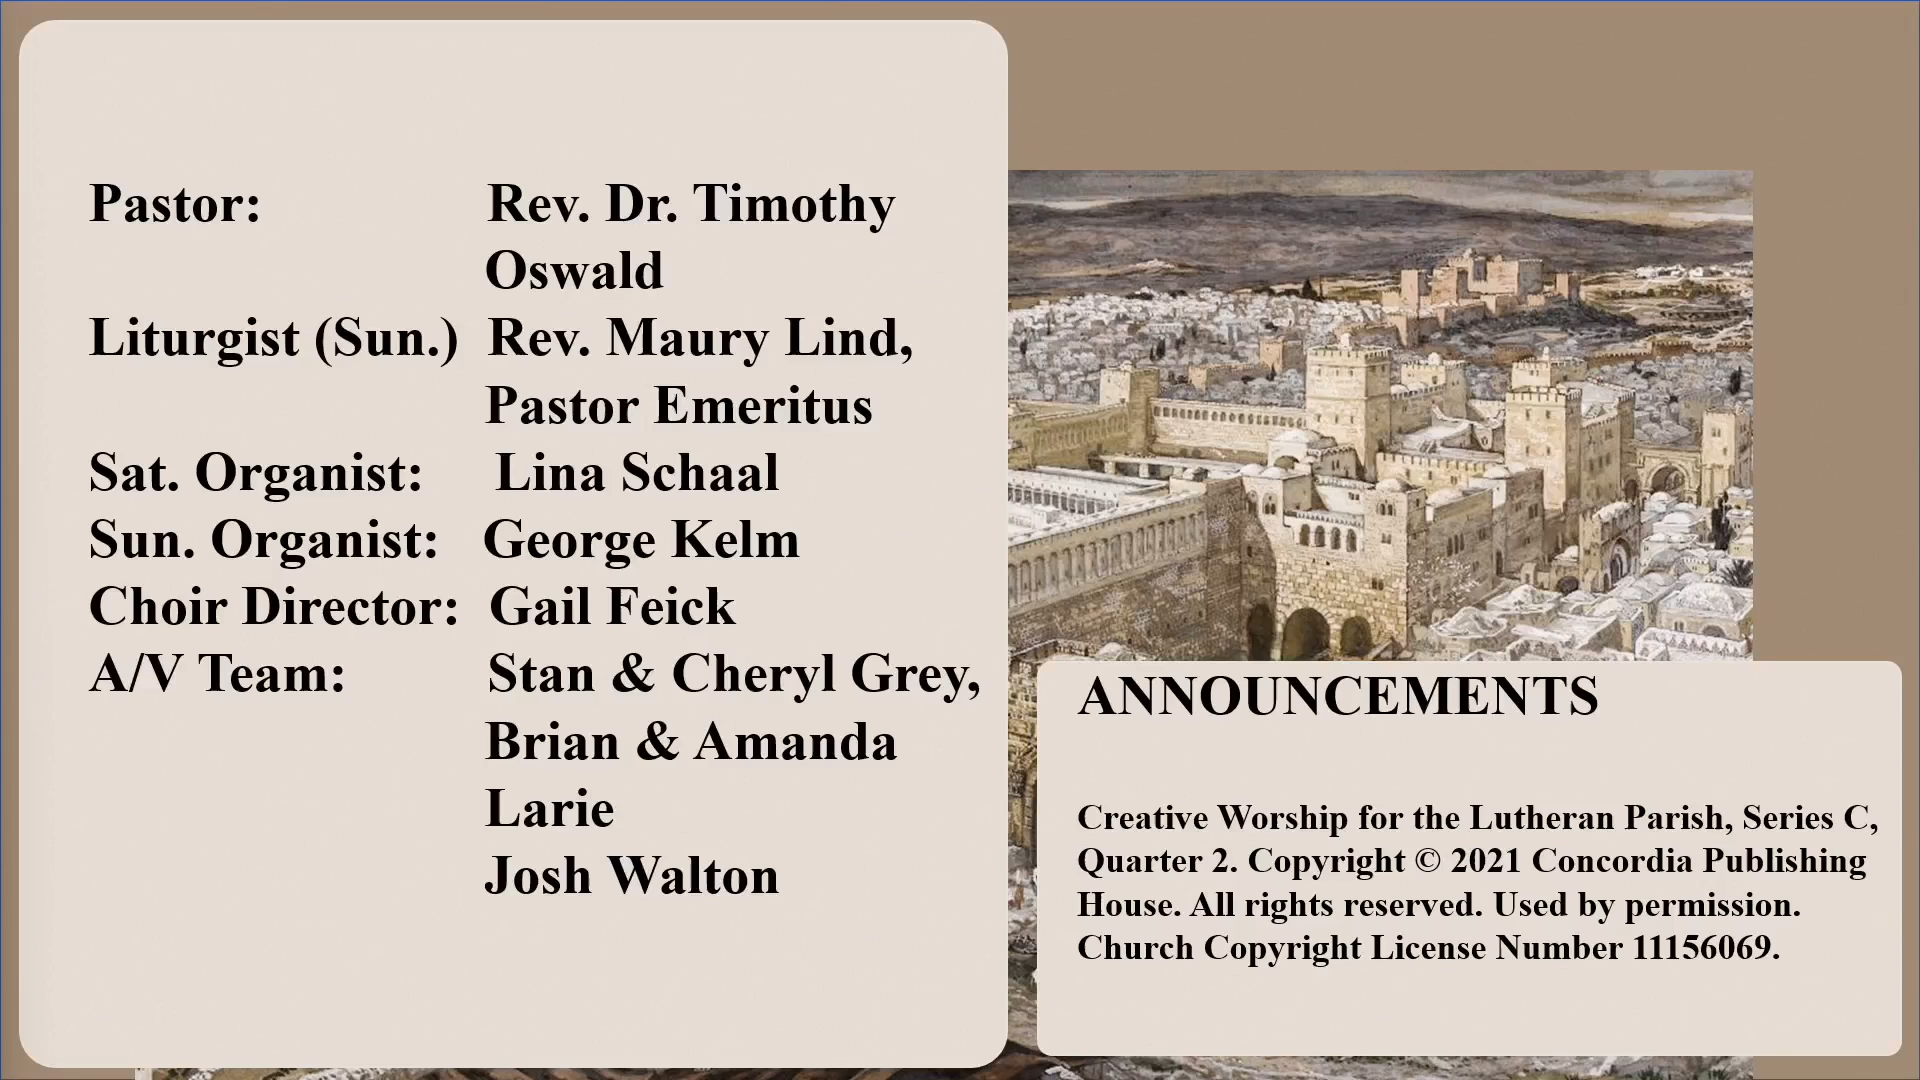 Pastor: Rev. Dr. Timothy
Oswald
Liturgist (Sun.) Rev. Maury Lind,
Pastor Emeritus
Sat. Organist: Lina Schaal
Sun. Organist: George Kelm
Choir Director: Gail Feick
A/V Team: Stan & Cheryl Grey,
Brian & Amanda
Larie
Josh Walton
ANNOUNCEMENTS
Creative Worship for the Lutheran Parish, Series C,
Quarter 2. Copyright © 2021 Concordia Publishing
House. All rights reserved. Used by permission.
Church Copyright License Number 11156069.